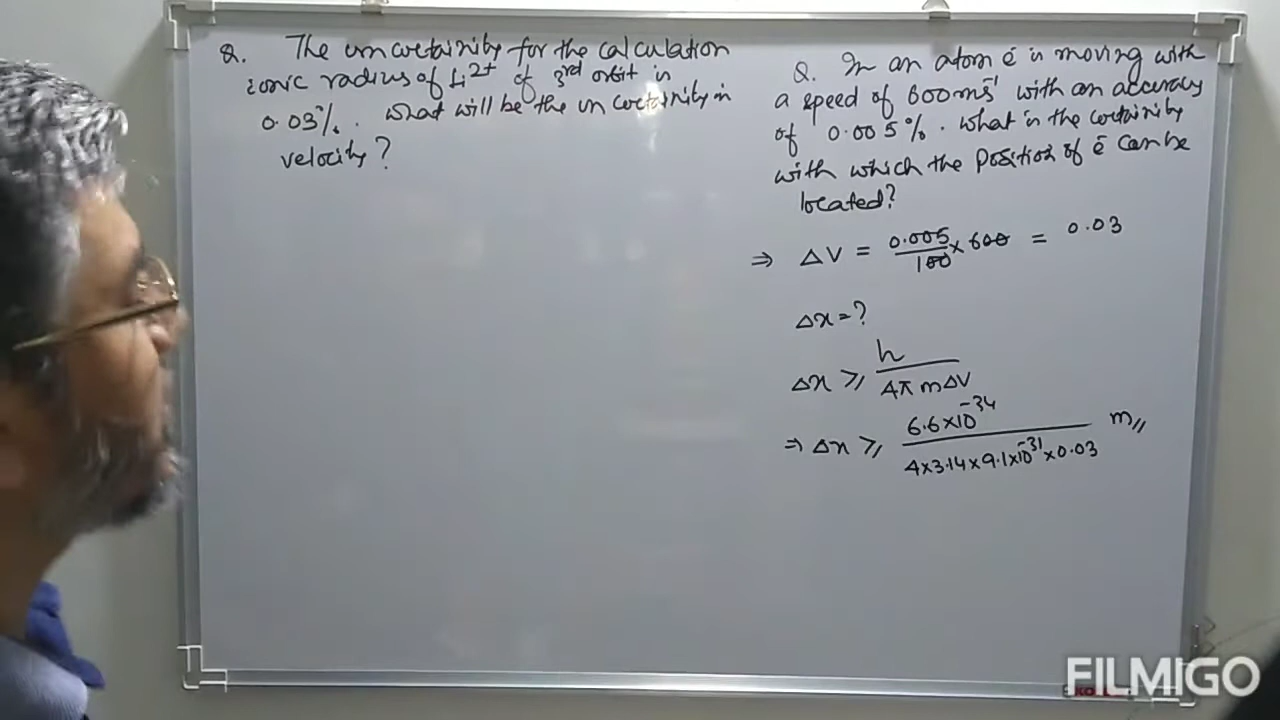 Q. The uncertainity for the calculation
ionic radius of Li²⁺ of 3rd orbit is
0.03%. What will be the uncertainity in
velocity?
Q. In an atom ē is moving with
a speed of 600ms⁻¹ with an accuracy
of 0.005%. What is the certainity
with which the position of ē can be
located?
⇒ ΔV = 0.005/100 × 600 = 0.03
Δx = ?
Δx ⩾ h/4π mΔV
⇒ Δx ⩾ 6.6×10⁻³⁴/4×3.14×9.1×10⁻³¹×0.03 m//
FILMIGO